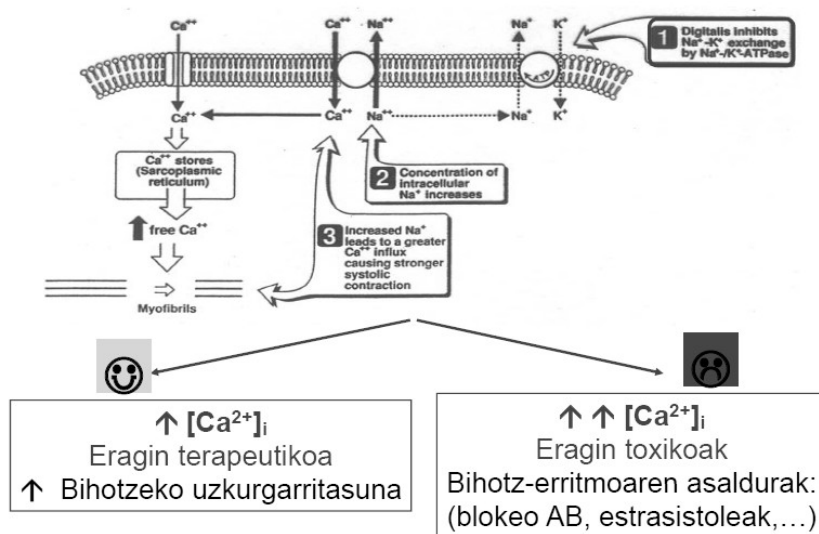 Ca⁺⁺
Ca⁺⁺ Na⁺⁺
Na⁺ K⁺
1 Digitalis inhibits
Na⁺-K⁺ exchange
by Na⁺-/K⁺-ATPase
ATP
Ca⁺⁺
Ca⁺⁺ Na⁺⁺
Na⁺ K⁺
Ca⁺⁺ stores
(Sarcoplasmic
reticulum)
free Ca⁺⁺
Myofibrils
2 Concentration of
intracellular
Na⁺ increases
3 Increased Na⁺
leads to a greater
Ca⁺⁺ influx
causing stronger
systolic
contraction
↑ [Ca²⁺]ᵢ
Eragin terapeutikoa
↑ Bihotzeko uzkurgarritasuna
↑ ↑ [Ca²⁺]ᵢ
Eragin toxikoak
Bihotz-erritmoaren asaldurak:
(blokeo AB, estrasistoleak,…)